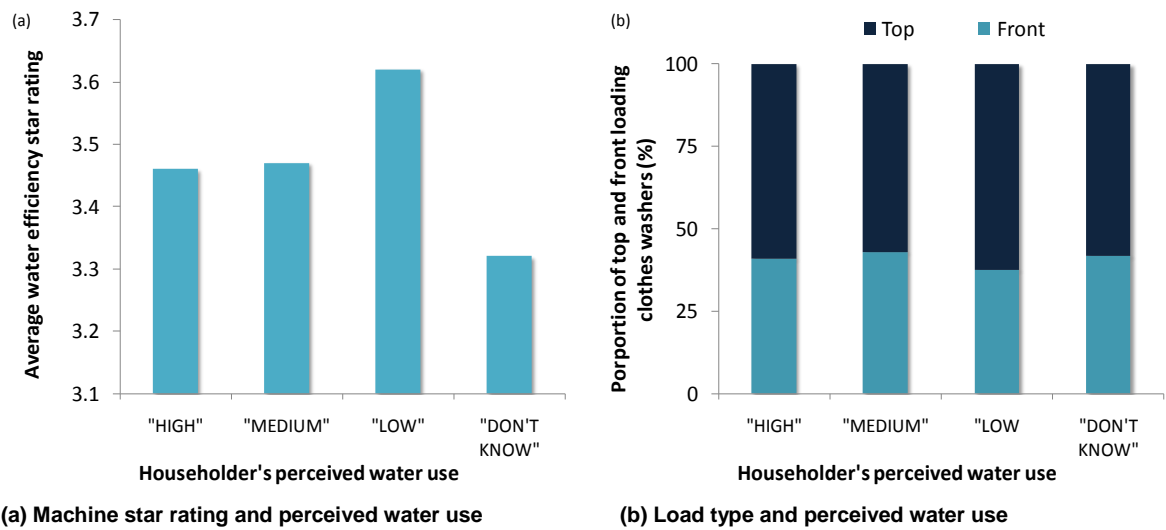 (a)
Average water efficiency star rating
3.7
3.6
3.5
3.4
3.3
3.2
3.1
"HIGH"
"MEDIUM"
"LOW"
"DON'T
KNOW"
Householder's perceived water use
(a) Machine star rating and perceived water use
(b)
Top
Front
Porportion of top and front loading
clothes washers (%)
100
75
50
25
0
"HIGH"
"MEDIUM"
"LOW
"DON'T
KNOW"
Householder's perceived water use
(b) Load type and perceived water use